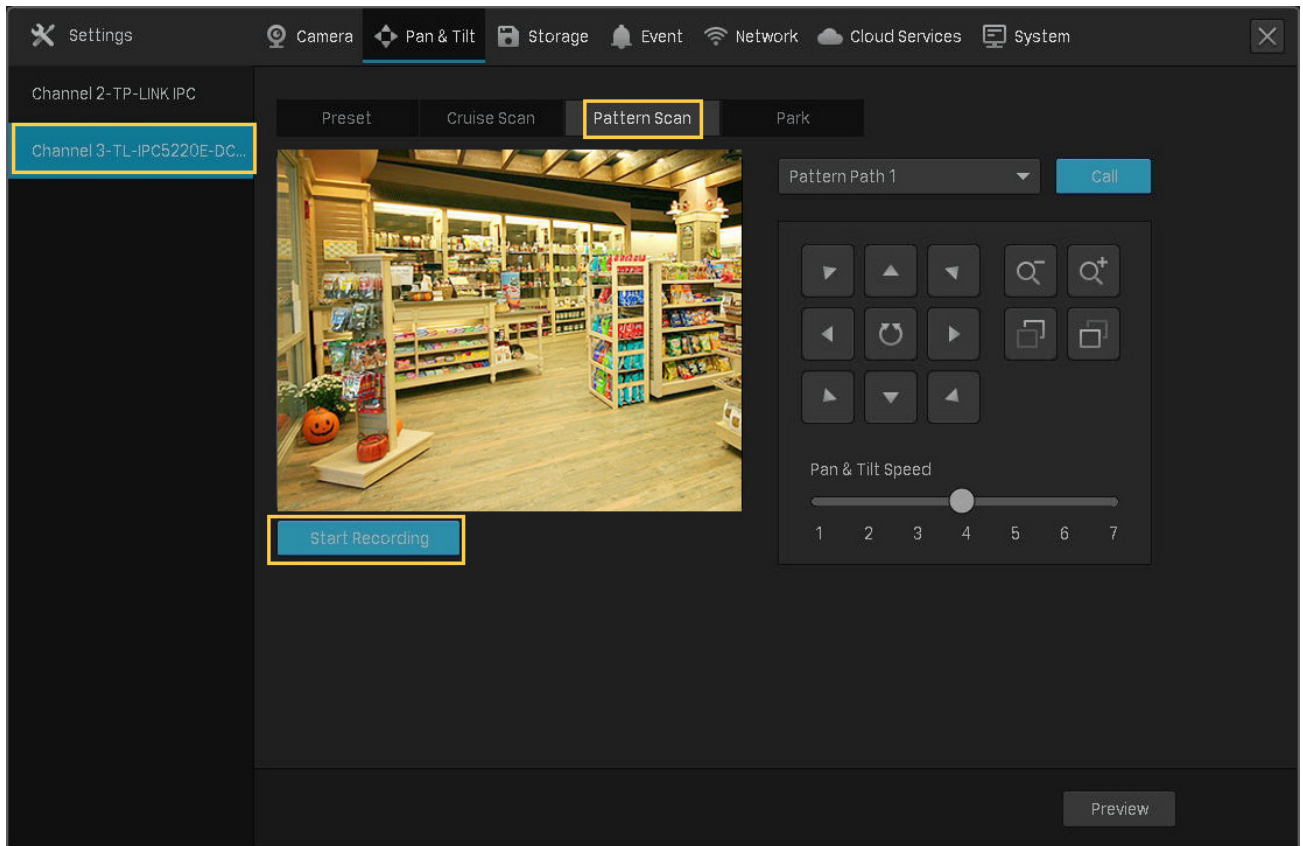 Settings
Camera
Pan & Tilt
Storage
Event
Network
Cloud Services
System
Channel 2-TP-LINK IPC
Channel 3-TL-IPC5220E-DC...
Preset
Cruise Scan
Pattern Scan
Park
Pattern Path 1
Call
Pan & Tilt Speed
1 2 3 4 5 6 7
Start Recording
Preview